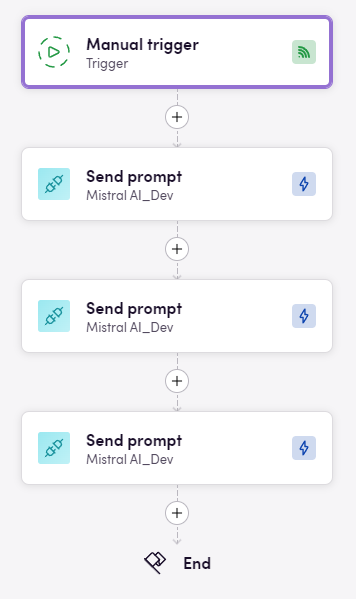 Manual trigger
Trigger
Send prompt
Mistral AI_Dev
Send prompt
Mistral AI_Dev
Send prompt
Mistral AI_Dev
End